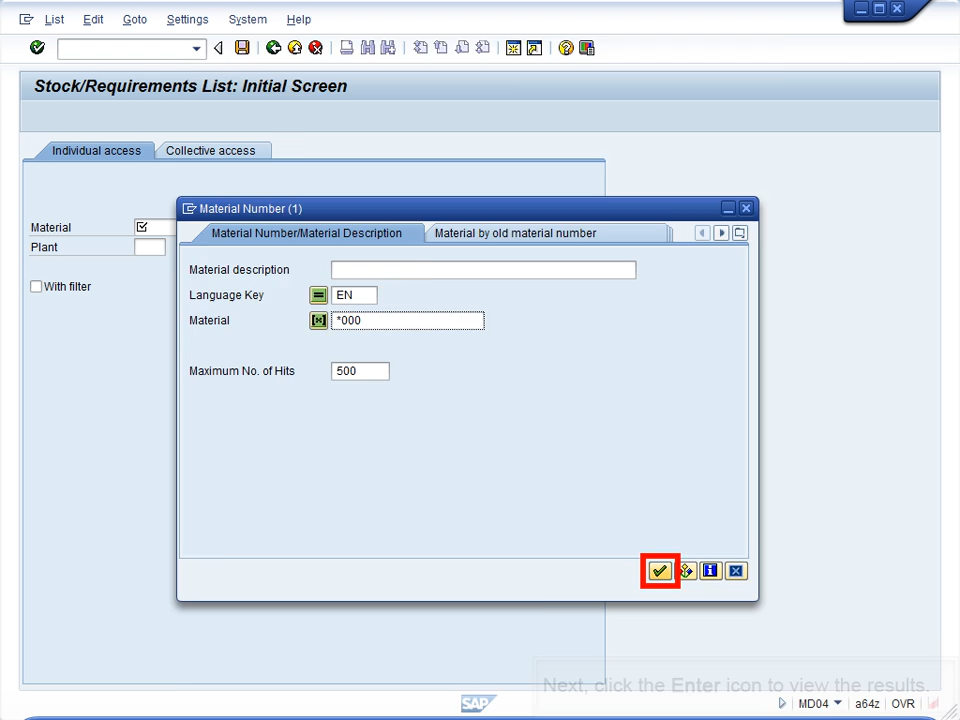 List Edit Goto Settings System Help
Stock/Requirements List: Initial Screen
Individual access Collective access
Material
Plant
With filter
Material Number (1)
Material Number/Material Description Material by old material number
Material description
Language Key EN
Material *000
Maximum No. of Hits 500
Next, click the Enter icon to view the results.
SAP MD04 a64z OVR